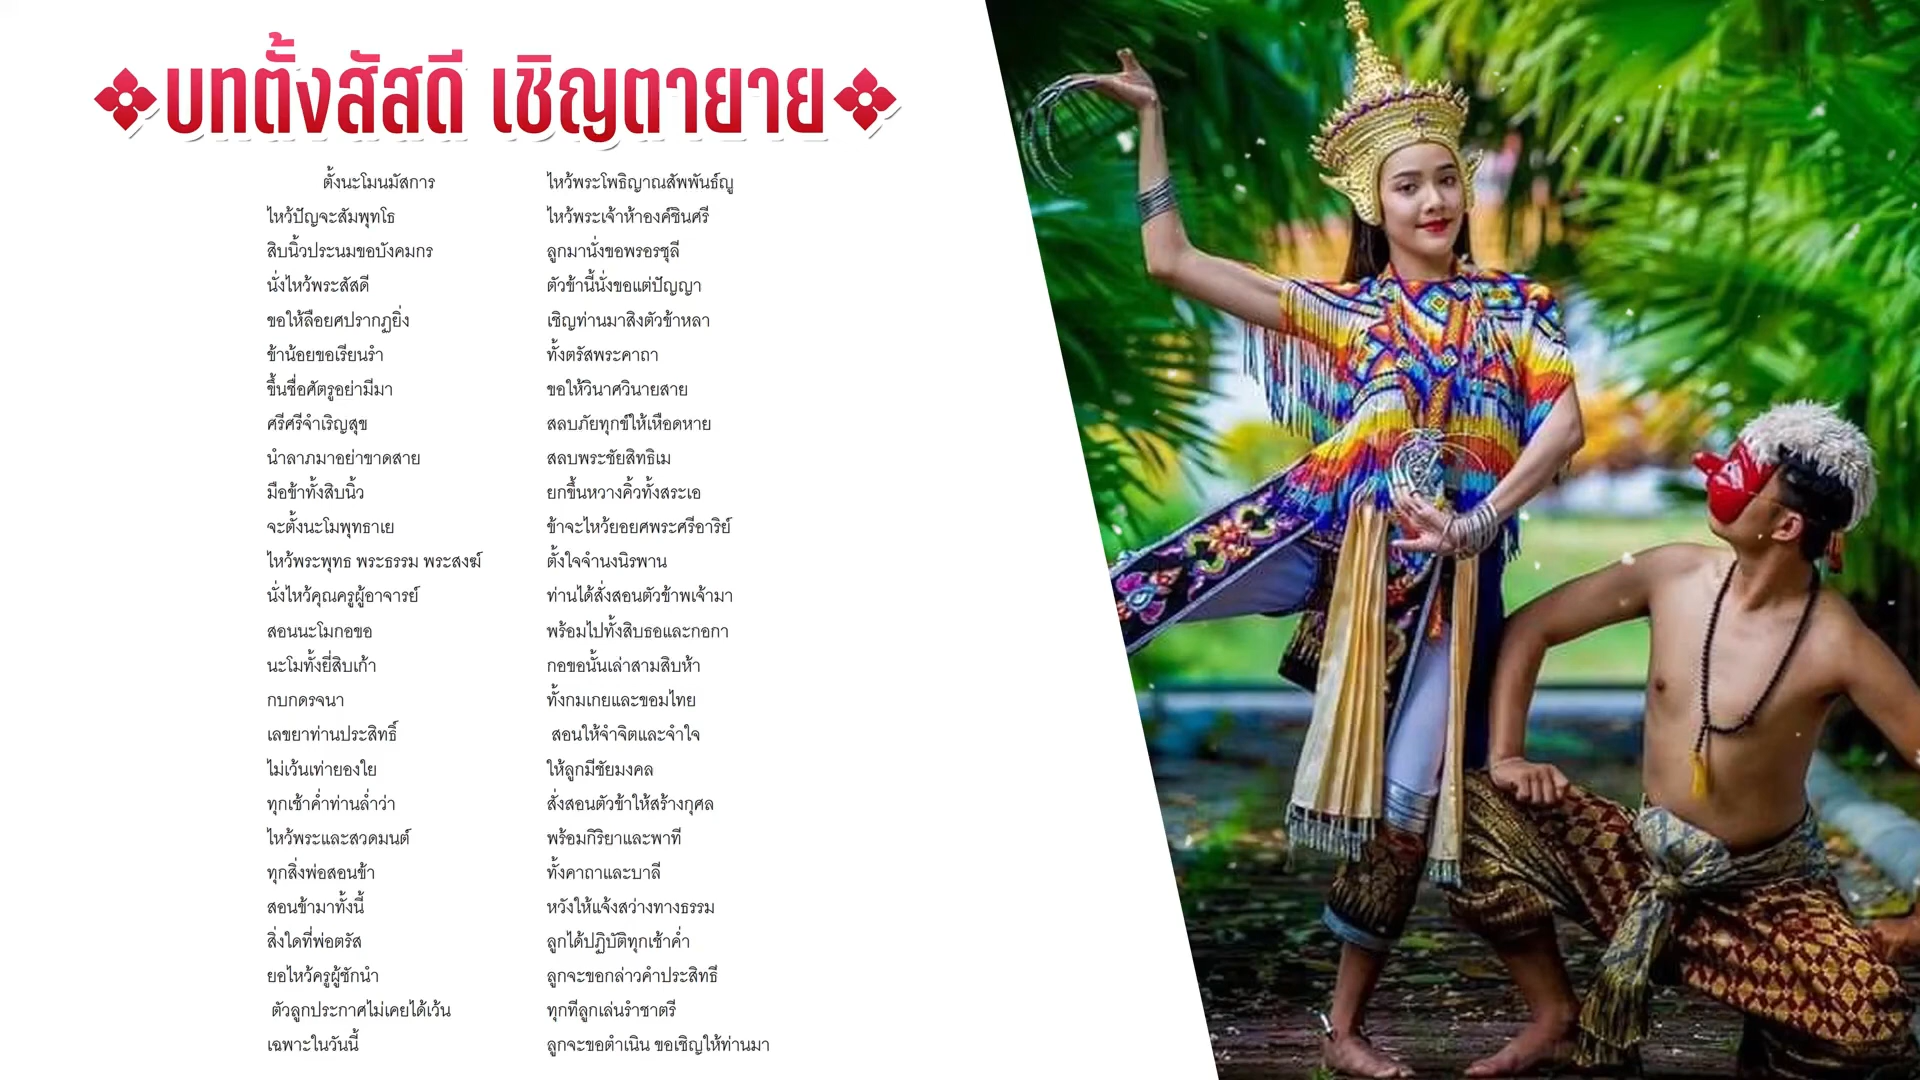 บทตั้งสัสดี เชิญตายาย
ตั้งนะโมนมัสการ ไหว้พระโพธิญาณสัพพันธ์ญู
ไหว้ปัญจะสัมพุทโธ ไหว้พระเจ้าห้าองค์ชินศรี
สิบนิ้วประนมขอบังคมกร ลูกมานั่งขอพรอรชุลี
นั่งไหว้พระสัสดี ตัวข้านี้นั่งขอแต่ปัญญา
ขอให้ลือยศปรากฏยิ่ง เชิญท่านมาสิงตัวข้าหลา
ข้าน้อยขอเรียนรำ ทั้งตรัสพระคาถา
ขึ้นชื่อศัตรูอย่ามีมา ขอให้วินาศวินายสาย
ศรีศรีจำเริญสุข สลบภัยทุกข์ให้เหือดหาย
นำลาภมาอย่าขาดสาย สลบพระชัยสิทธิเม
มือข้าทั้งสิบนิ้ว ยกขึ้นหวางคิ้วทั้งสระเอ
จะตั้งนะโมพุทธาเย ข้าจะไหว้ยอยศพระศรีอาริย์
ไหว้พระพุทธ พระธรรม พระสงฆ์ ตั้งใจจำนงนิรพาน
นั่งไหว้คุณครูผู้อาจารย์ ท่านได้สั่งสอนตัวข้าพเจ้ามา
สอนนะโมกอขอ พร้อมไปทั้งสิบธอและกอกา
นะโมทั้งยี่สิบเก้า กอขอนั้นเล่าสามสิบห้า
กบกดรจนา ทั้งกมเกยและขอมไทย
เลขยาท่านประสิทธิ์ สอนให้จำจิตและจำใจ
ไม่เว้นเท่ายองใย ให้ลูกมีชัยมงคล
ทุกเช้าค่ำท่านล่ำว่า สั่งสอนตัวข้าให้สร้างกุศล
ไหว้พระและสวดมนต์ พร้อมกิริยาและพาที
ทุกสิ่งพ่อสอนข้า ทั้งคาถาและบาลี
สอนข้ามาทั้งนี้ หวังให้แจ้งสว่างทางธรรม
สิ่งใดที่พ่อตรัส ลูกได้ปฏิบัติทุกเช้าค่ำ
ยอไหว้ครูผู้ชักนำ ลูกจะขอกล่าวคำประสิทธิ์
ตัวลูกประกาศไม่เคยได้เว้น ทุกทีลูกเล่นรำชาตรี
เฉพาะในวันนี้ ลูกจะขอดำเนิน ขอเชิญให้ท่านมา